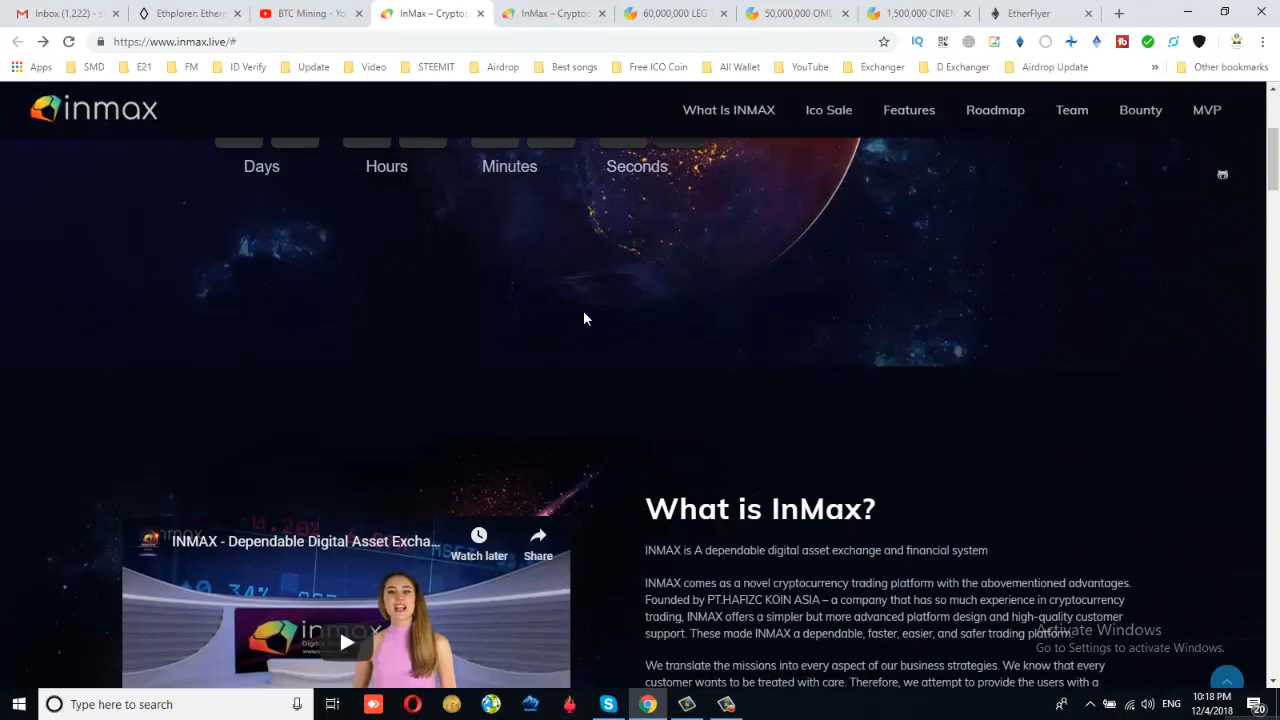 Inbox (1,222) - s
Ethplorer: Ethere
BTC Mining - Yo
InMax – Cryptoc
InMax – Cryptoc
60,000,000 LEG
50,000,000 OM
1,500,000 CINEM
EtherFlyer
https://www.inmax.live/#
Apps
SMD
E21
FM
ID Verify
Update
Video
STEEMIT
Airdrop
Best songs
Free ICO Coin
All Wallet
YouTube
Exchanger
D Exchanger
Airdrop Update
»
Other bookmarks
inmax
What Is INMAX
Ico Sale
Features
Roadmap
Team
Bounty
MVP
Days
Hours
Minutes
Seconds
What is InMax?
INMAX is A dependable digital asset exchange and financial system
INMAX comes as a novel cryptocurrency trading platform with the abovementioned advantages.
Founded by PT.HAFIZC KOIN ASIA – a company that has so much experience in cryptocurrency
trading, INMAX offers a simpler but more advanced platform design and high-quality customer
support. These made INMAX a dependable, faster, easier, and safer trading platform.
We translate the missions into every aspect of our business strategies. We know that every
customer wants to be treated with care. Therefore, we attempt to provide the users with a
INMAX - Dependable Digital Asset Excha...
Watch later
Share
-0.20%
0.34%
inmax
Activate Windows
Go to Settings to activate Windows.
Type here to search
ENG
10:18 PM
12/4/2018
20